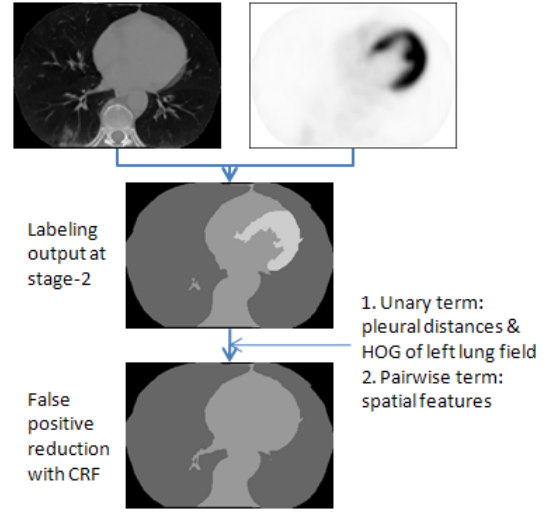 Labeling
output at
stage-2
1. Unary term:
pleural distances &
HOG of left lung field
2. Pairwise term:
spatial features
False
positive
reduction
with CRF